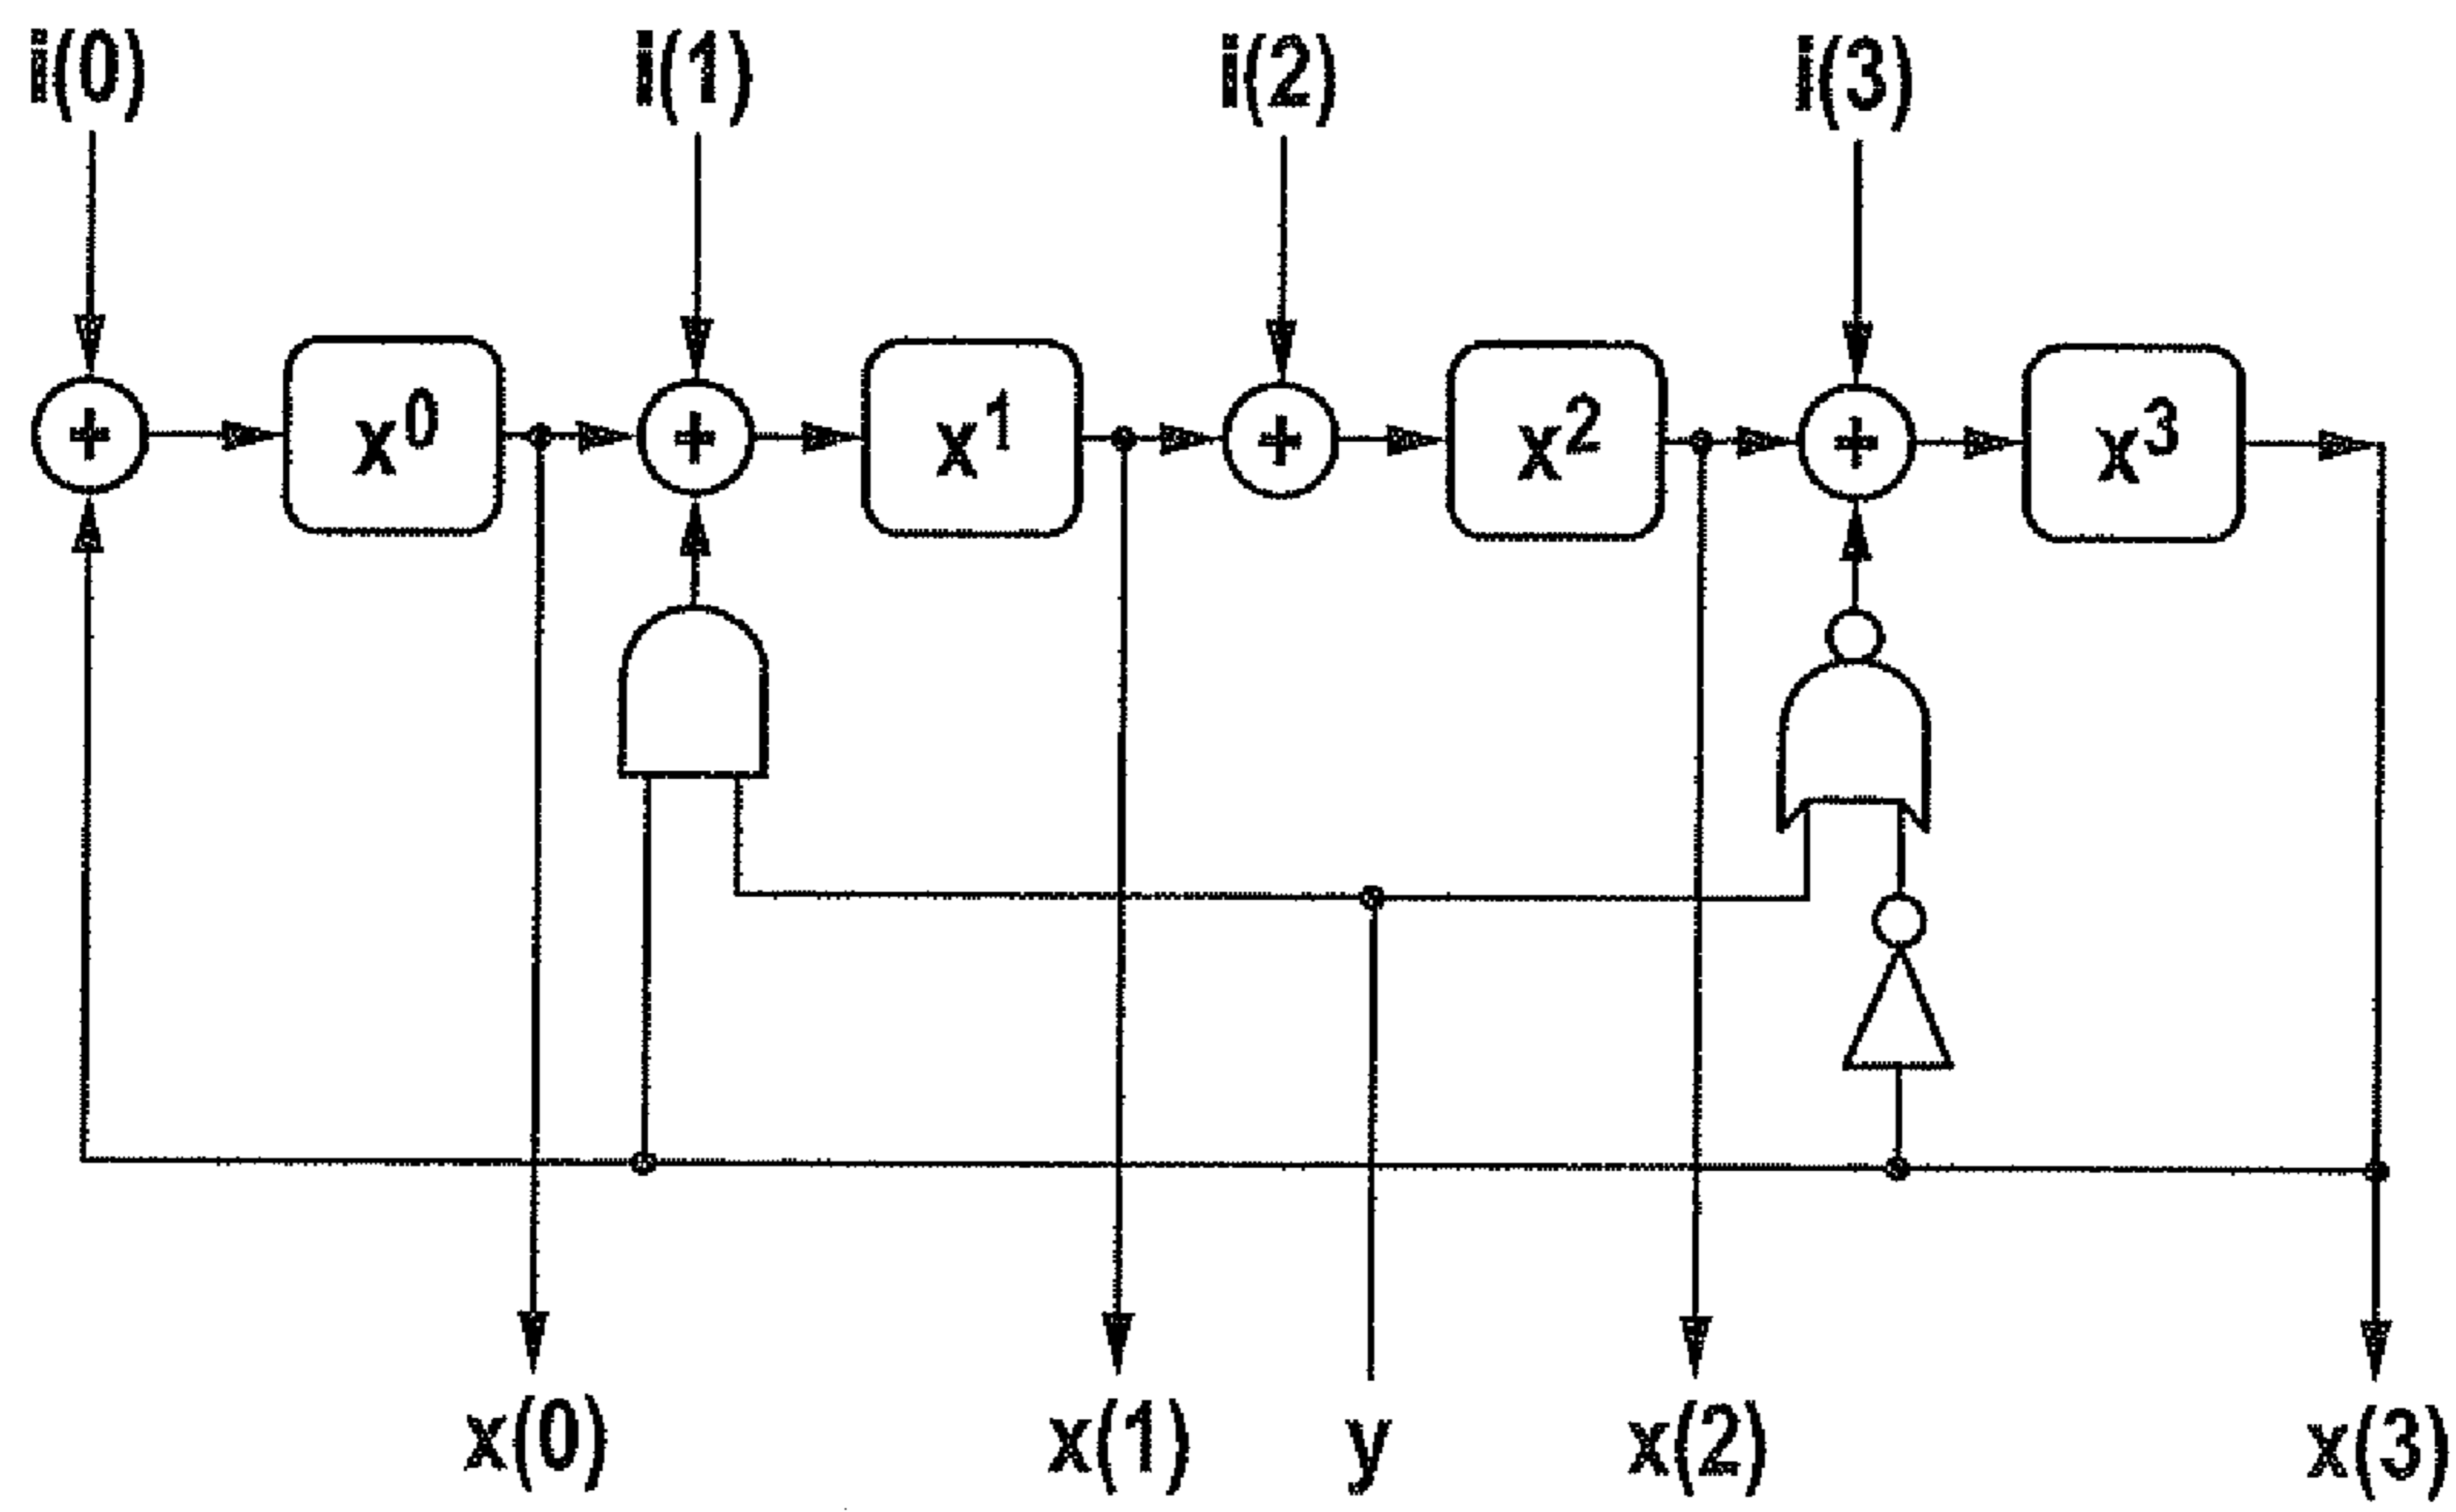 i(0) i(1) i(2) i(3)
+ x⁰ + x¹ + x² + x³
x(0) x(1) y x(2) x(3)